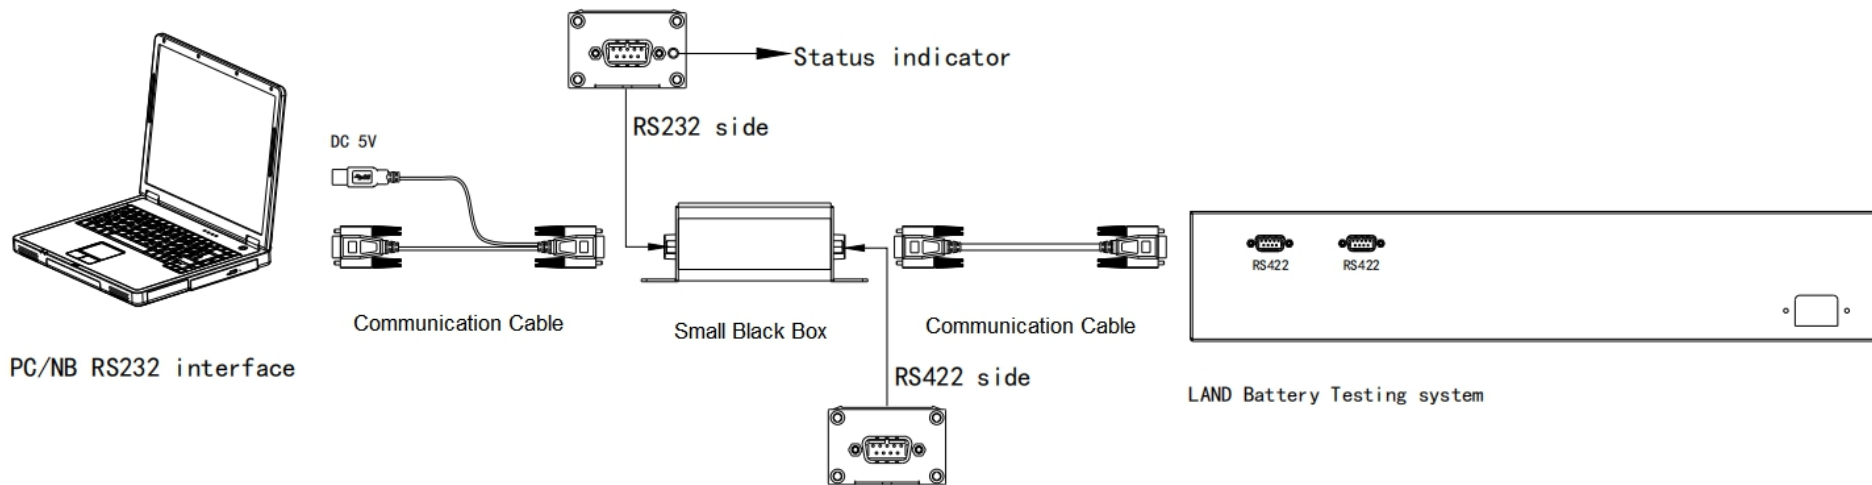 Status indicator
RS232 side
DC 5V
RS422
RS422
Communication Cable
Small Black Box
Communication Cable
PC/NB RS232 interface
RS422 side
LAND Battery Testing system